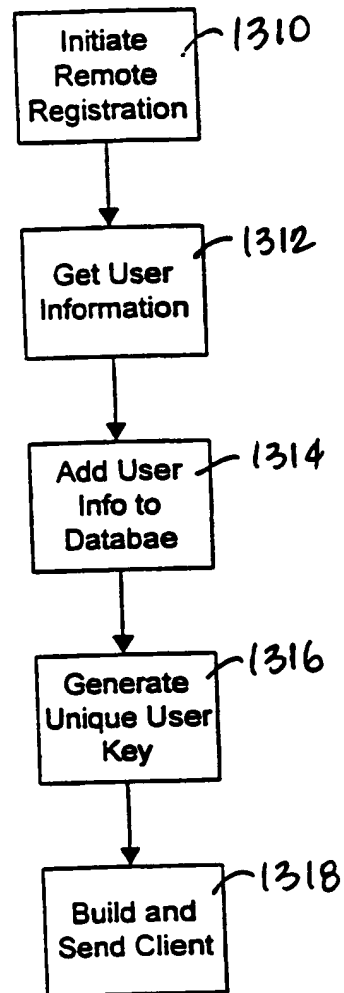 Initiate
Remote
Registration
1310
Get User
Information
1312
Add User
Info to
Databae
1314
Generate
Unique User
Key
1316
Build and
Send Client
1318